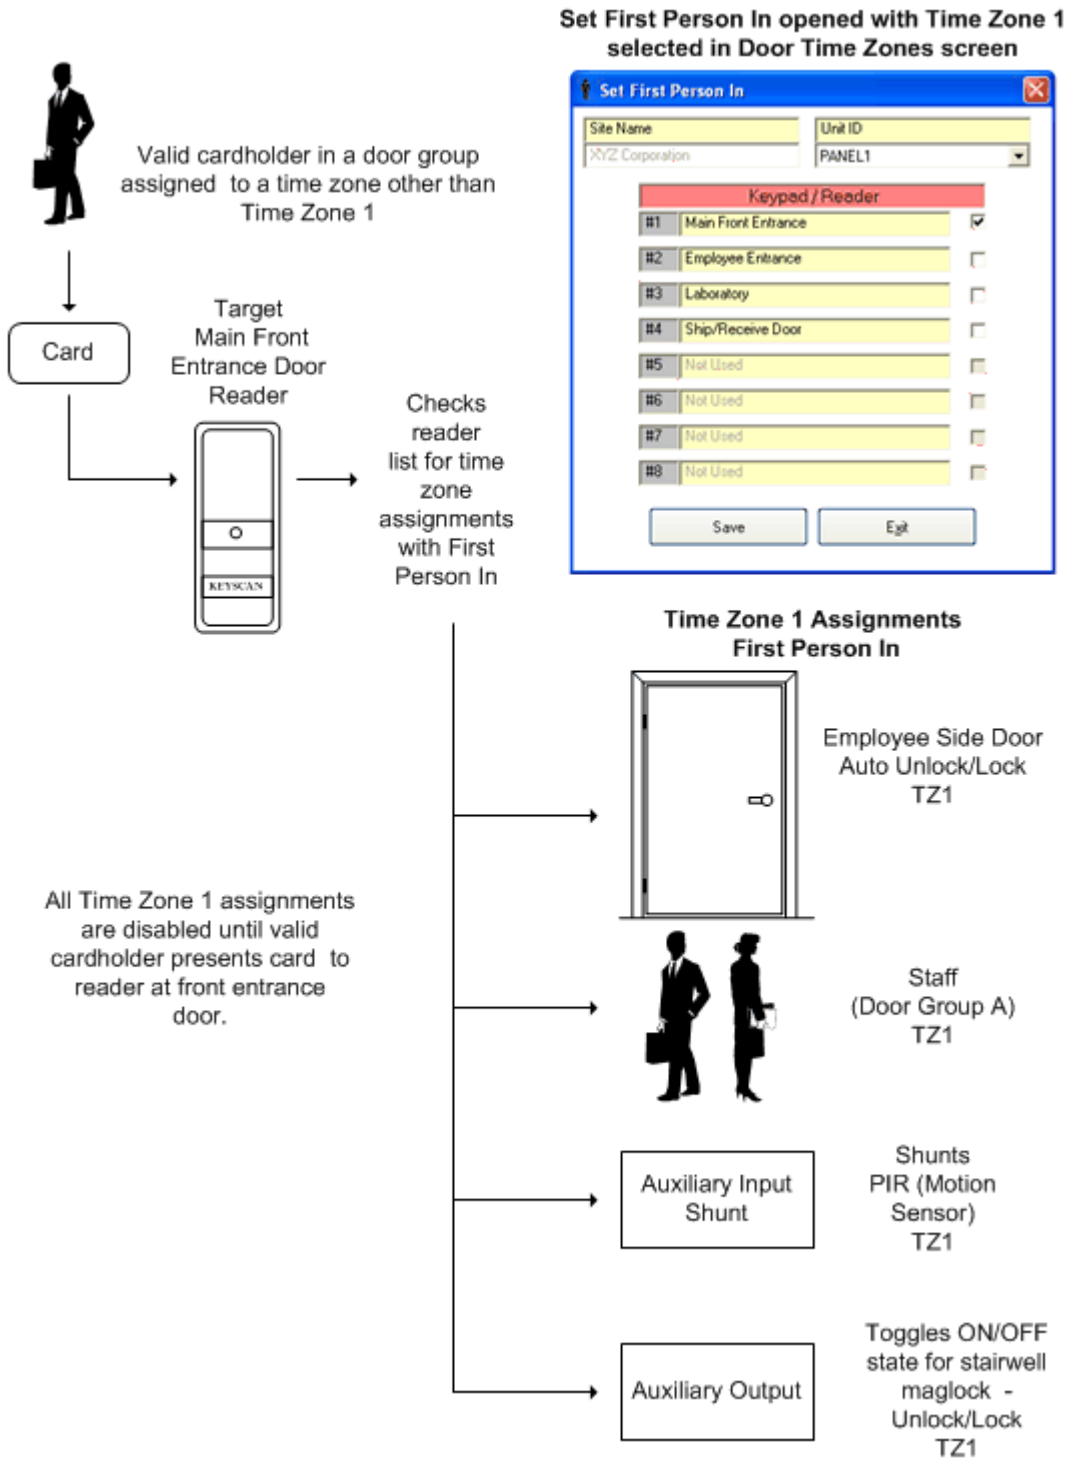 Set First Person In opened with Time Zone 1
selected in Door Time Zones screen
Set First Person In
Site Name
Unit ID
XYZ Corporation
PANEL1
Keypad / Reader
#1 Main Front Entrance
#2 Employee Entrance
#3 Laboratory
#4 Ship/Receive Door
#5 Not Used
#6 Not Used
#7 Not Used
#8 Not Used
Save
Exit
Valid cardholder in a door group
assigned to a time zone other than
Time Zone 1
Card
Target
Main Front
Entrance Door
Reader
KEYSCAN
Checks
reader
list for time
zone
assignments
with First
Person In
Time Zone 1 Assignments
First Person In
Employee Side Door
Auto Unlock/Lock
TZ1
All Time Zone 1 assignments
are disabled until valid
cardholder presents card to
reader at front entrance
door.
Staff
(Door Group A)
TZ1
Auxiliary Input
Shunt
Shunts
PIR (Motion
Sensor)
TZ1
Auxiliary Output
Toggles ON/OFF
state for stairwell
maglock -
Unlock/Lock
TZ1